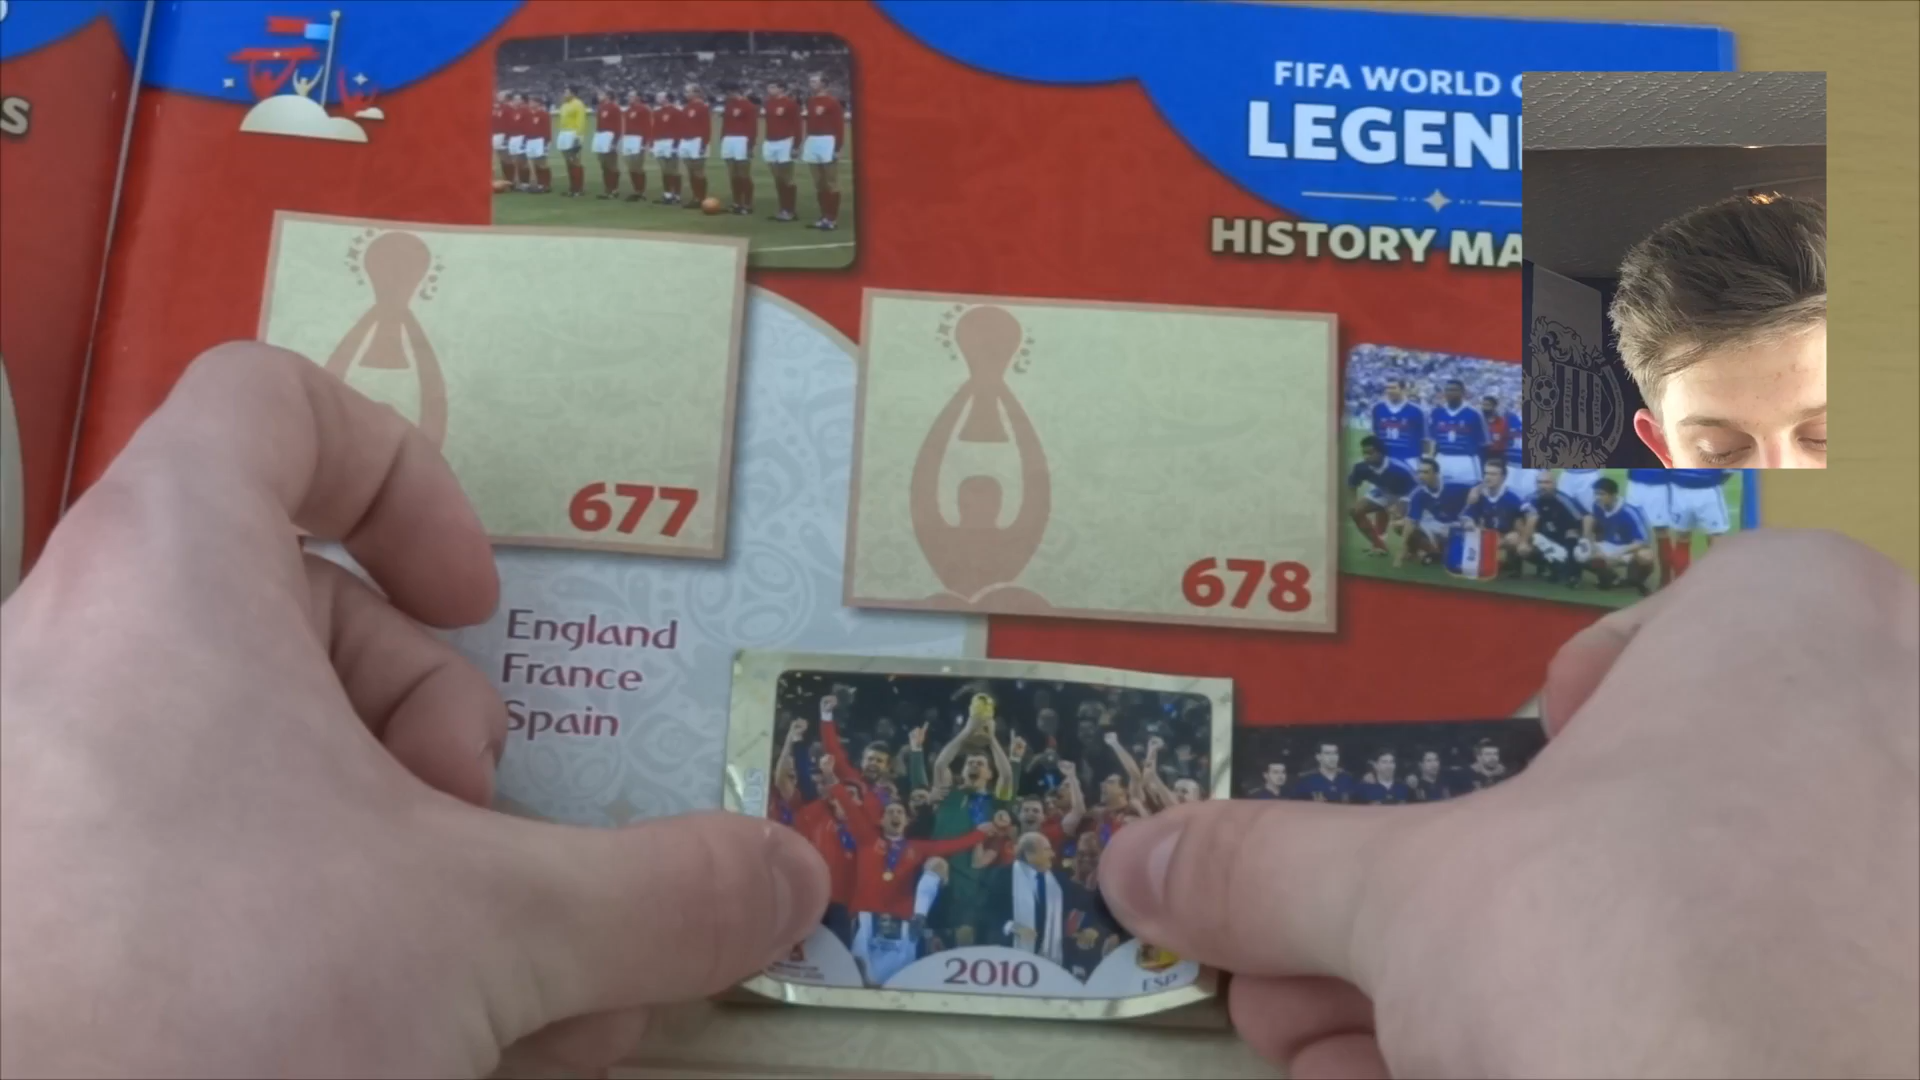 S
FIFA WORLD
LEGEN
HISTORY MA
677
678
England
France
Spain
2010
ESP